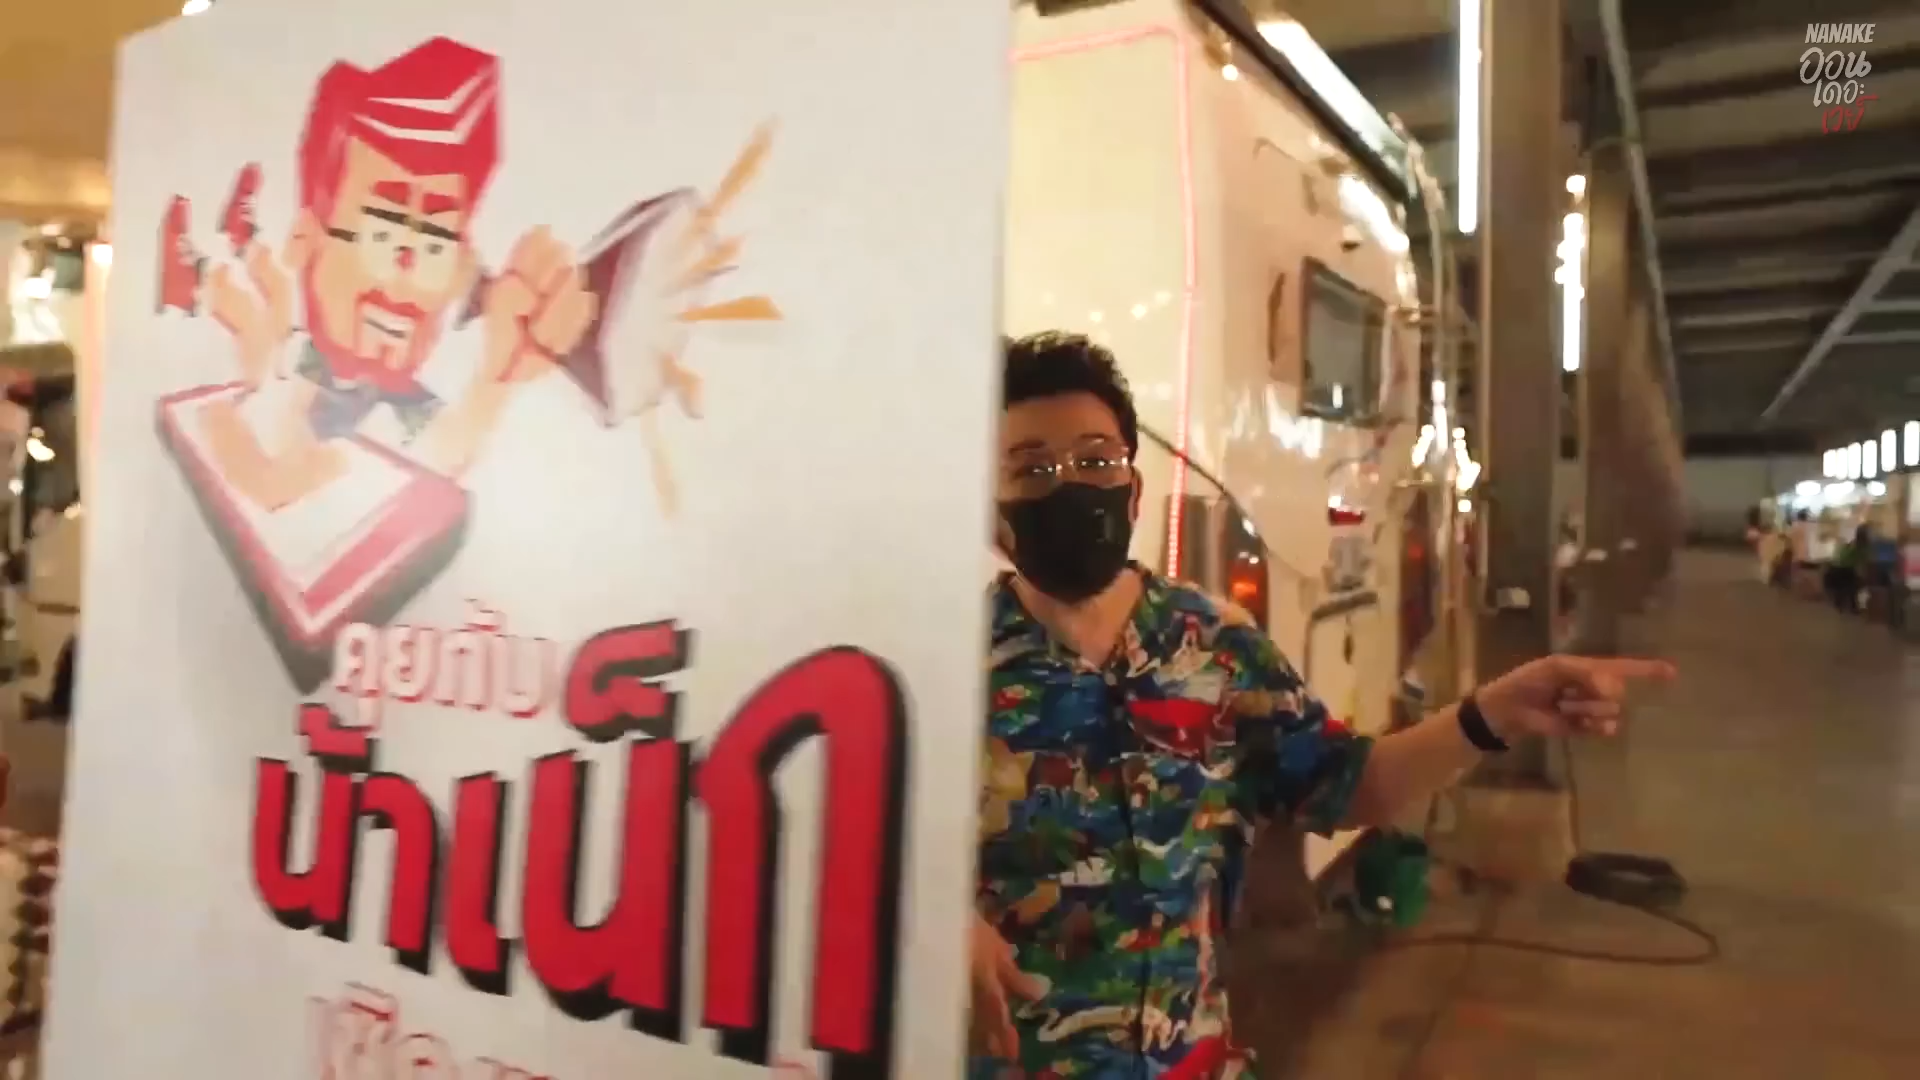 NANAKE
ออน
เดอะ
เวย์
คุยกับ
น้าเน็ก